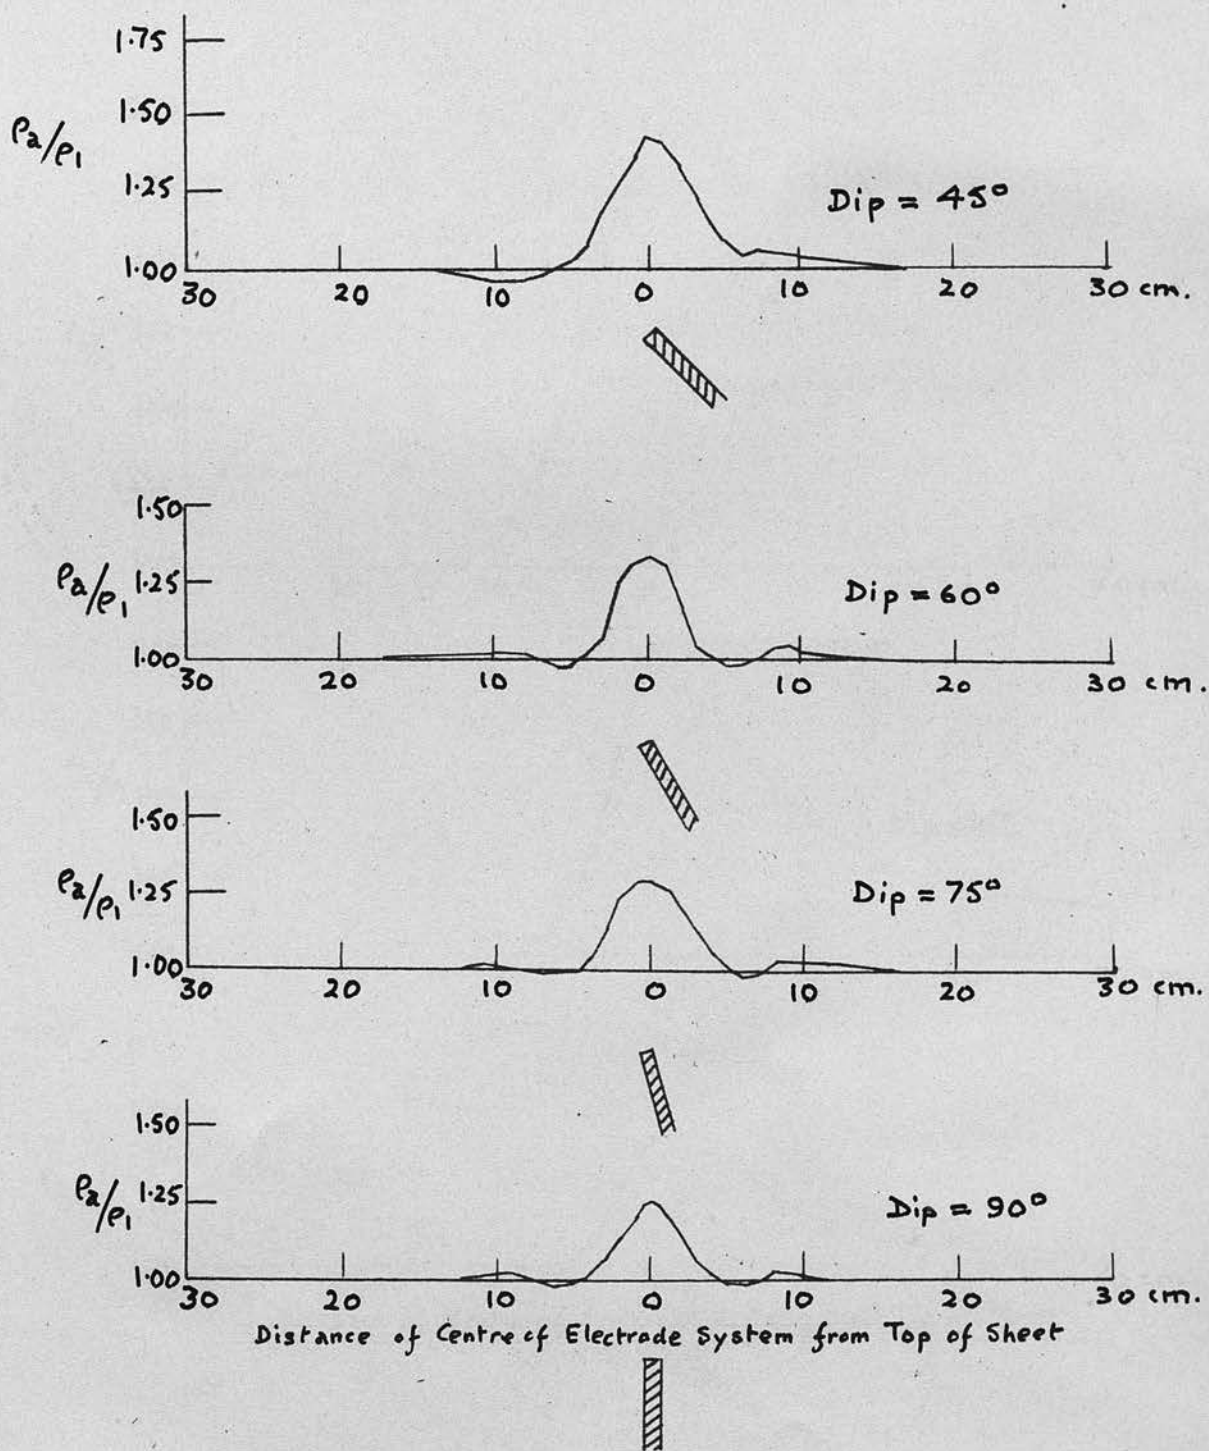 1.75
1.50
ρa/ρ1
1.25
Dip = 45°
1.00
30 20 10 0 10 20 30 cm.
1.50
ρa/ρ1 1.25
Dip = 60°
1.00
30 20 10 0 10 20 30 cm.
1.50
ρa/ρ1 1.25
Dip = 75°
1.00
30 20 10 0 10 20 30 cm.
1.50
ρa/ρ1 1.25
Dip = 90°
1.00
30 20 10 0 10 20 30 cm.
Distance of Centre of Electrode System from Top of Sheet